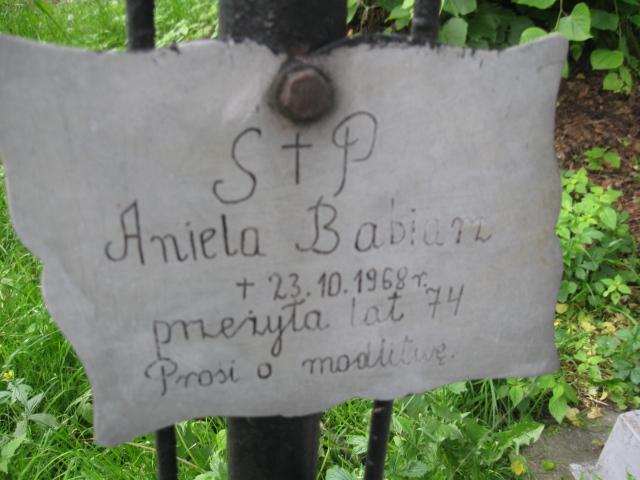 S + P
Aniela Babiarz
+ 23.10.1968 r.
przeżyła lat 74
Prosi o modlitwę.